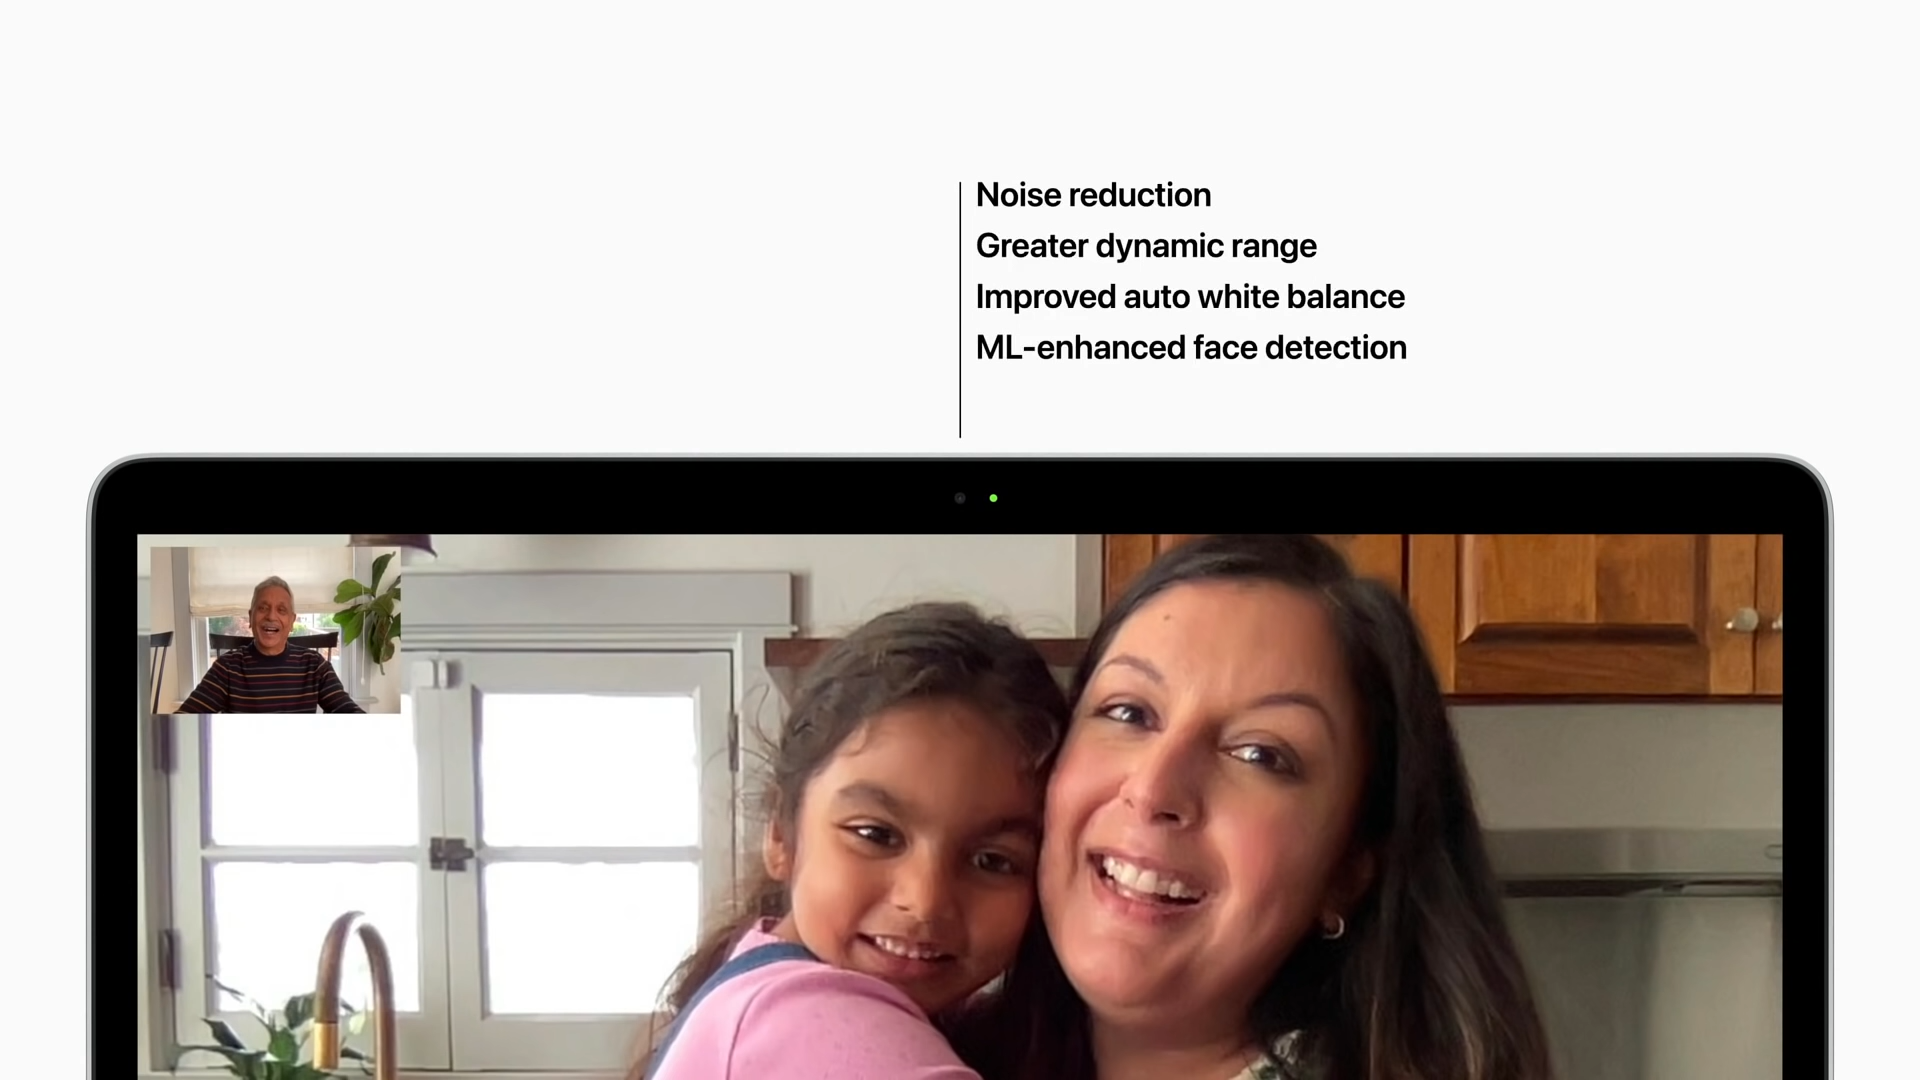 Noise reduction
Greater dynamic range
Improved auto white balance
ML-enhanced face detection